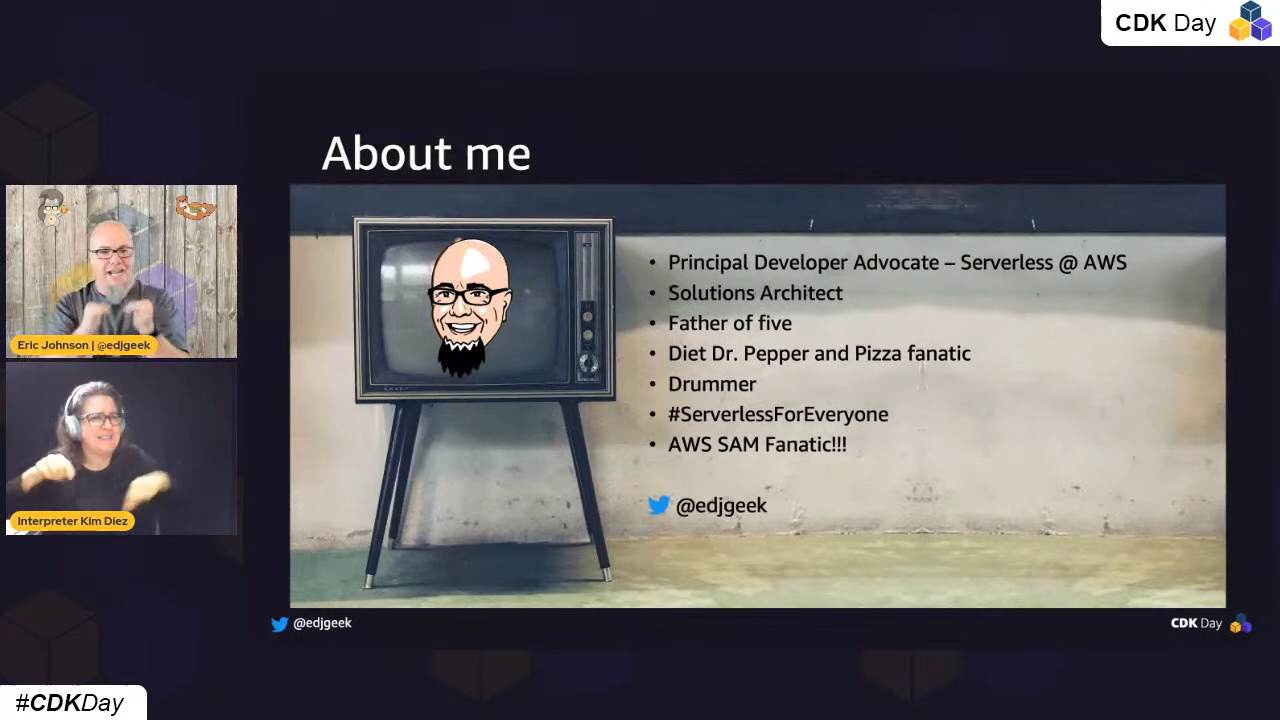 CDK Day
About me
• Principal Developer Advocate – Serverless @ AWS
• Solutions Architect
• Father of five
• Diet Dr. Pepper and Pizza fanatic
• Drummer
• #ServerlessForEveryone
• AWS SAM Fanatic!!!
@edjgeek
Eric Johnson | @edjgeek
Interpreter Kim Díez
@edjgeek
CDK Day
#CDKDay